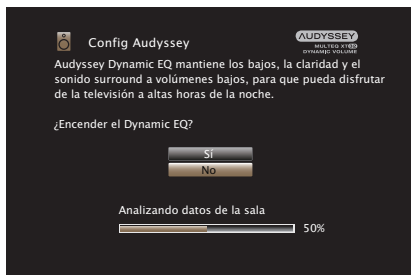 Config Audyssey
AUDYSSEY
MULTEQ XT32
DYNAMIC VOLUME
Audyssey Dynamic EQ mantiene los bajos, la claridad y el
sonido surround a volúmenes bajos, para que pueda disfrutar
de la televisión a altas horas de la noche.
¿Encender el Dynamic EQ?
Sí
No
Analizando datos de la sala
50%